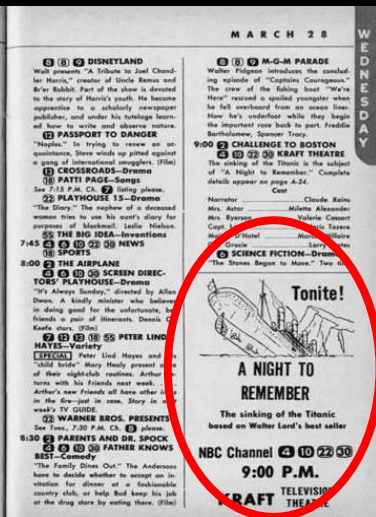 MARCH 28
WEDNESDAY
8 8 9 DISNEYLAND
Walt presents "A Tribute to Joel Chand-
ler Harris," creator of Uncle Remus and
Br'er Rabbit. Part of the show is devoted
to the story of Harris's youth. He became
apprentice to a scholarly newspaper
publisher, and under his tutelage learn-
ed how to write and observe nature.
12 PASSPORT TO DANGER
"Naples." In trying to renew an ac-
quaintance, Steve winds up pitted against
a gang of international smugglers. (Film)
13 CROSSROADS—Drama
18 PATTI PAGE—Songs
See 7:15 P.M. Ch. 7 listing please.
22 PLAYHOUSE 15—Drama
"The Diary." The nephew of a deceased
woman tries to use his aunt's diary for
purposes of blackmail. Leslie Nielson.
55 THE BIG IDEA—Inventions
7:45 4 6 10 22 30 NEWS
18 SPORTS
8:00 2 THE AIRPLANE
4 6 10 30 SCREEN DIREC-
TORS' PLAYHOUSE—Drama
"It's Always Sunday," directed by Allan
Dwan. A kindly minister who believes
in doing good for the unfortunate, be
friends a pair of itinerants. Dennis O'
Keefe stars. (Film)
7 12 13 18 55 PETER LIND
HAYES—Variety
SPECIAL Peter Lind Hayes and his
"child bride" Mary Healy present some
of their night-club routines. Arthur
turns with his Friends next week.
Arthur's new Friends all have other
in the fire—just in case. Story in
week's TV GUIDE.
22 WARNER BROS. PRESENTS
See Tues., 7:30 P.M. Ch. 8 please.
8:30 2 PARENTS AND DR. SPOCK
4 6 10 30 FATHER KNOWS
BEST—Comedy
"The Family Dines Out." The Andersons
have to decide whether to accept an in-
vitation for dinner at a fashionable
country club, or help Bud keep his job
at the drug store by eating there. (Film)
8 8 9 M-G-M PARADE
Walter Pidgeon introduces the conclud-
ing episode of "Captains Courageous."
The crew of the fishing boat "We're
Here" rescued a spoiled youngster when
he fell overboard from an ocean liner.
Now he's underfoot while they begin
the important race back to port. Freddie
Bartholomew, Spencer Tracy.
9:00 2 CHALLENGE TO BOSTON
4 10 22 30 KRAFT THEATRE
The sinking of the Titanic is the subject
of "A Night to Remember." Complete
details appear on page A-34.
Cast
Narrator Claude Rains
Mrs. Astor Milette Alexander
Mrs. Ryerson Valerie Cossart
Capt.
Maitre D'Hotel
Gracie Larry
6 SCIENCE FICTION—Drama
"The Stones Began to Move." Two
Tonite!
A NIGHT TO
REMEMBER
The sinking of the Titanic
based on Walter Lord's best seller
NBC Channel 4 10 22 30
9:00 P.M.
KRAFT TELEVISION
THEATRE